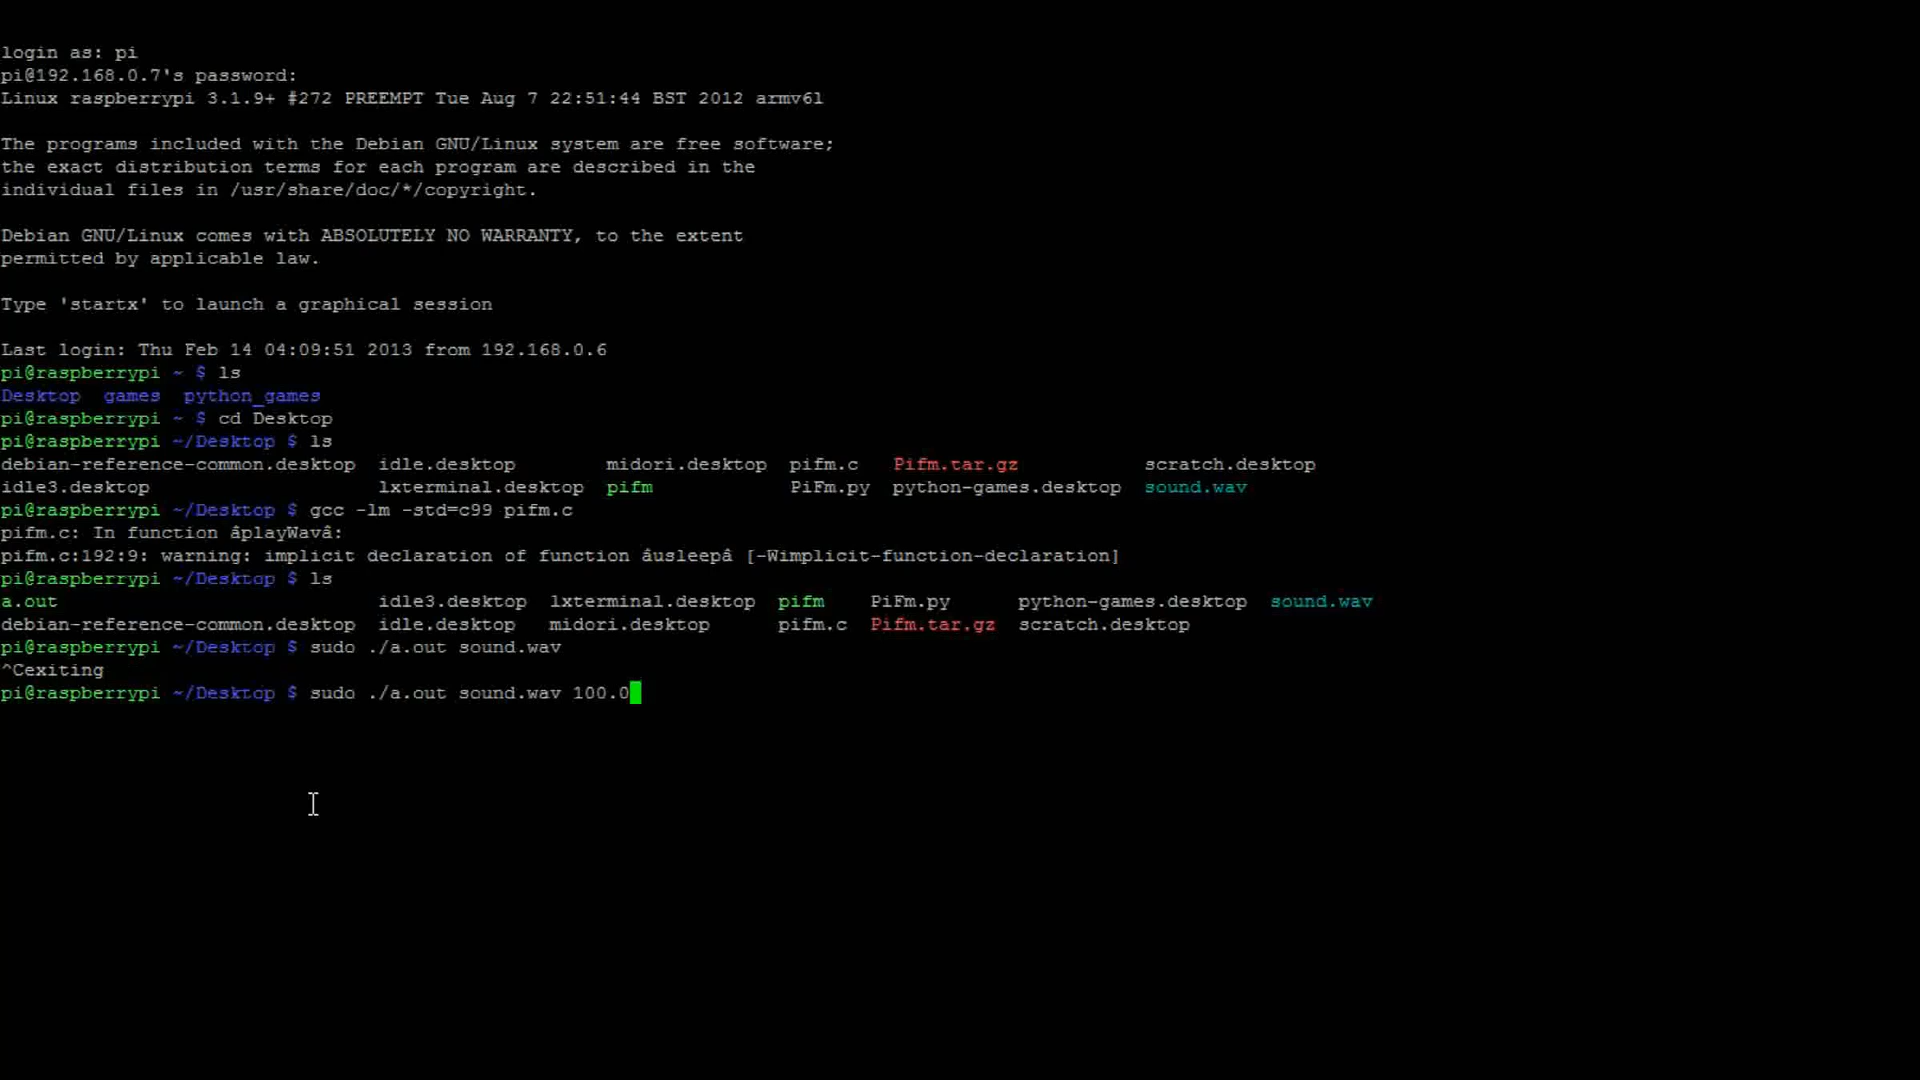 login as: pi
pi@192.168.0.7's password:
Linux raspberrypi 3.1.9+ #272 PREEMPT Tue Aug 7 22:51:44 BST 2012 armv6l
The programs included with the Debian GNU/Linux system are free software;
the exact distribution terms for each program are described in the
individual files in /usr/share/doc/*/copyright.
Debian GNU/Linux comes with ABSOLUTELY NO WARRANTY, to the extent
permitted by applicable law.
Type 'startx' to launch a graphical session
Last login: Thu Feb 14 04:09:51 2013 from 192.168.0.6
pi@raspberrypi ~ $ ls
Desktop  games  python_games
pi@raspberrypi ~ $ cd Desktop
pi@raspberrypi ~/Desktop $ ls
debian-reference-common.desktop  idle.desktop        midori.desktop  pifm.c   Pifm.tar.gz           scratch.desktop
idle3.desktop                    lxterminal.desktop  pifm            PiFm.py  python-games.desktop  sound.wav
pi@raspberrypi ~/Desktop $ gcc -lm -std=c99 pifm.c
pifm.c: In function âplayWavâ:
pifm.c:192:9: warning: implicit declaration of function âusleepâ [-Wimplicit-function-declaration]
pi@raspberrypi ~/Desktop $ ls
a.out                            idle3.desktop  lxterminal.desktop  pifm    PiFm.py      python-games.desktop  sound.wav
debian-reference-common.desktop  idle.desktop   midori.desktop      pifm.c  Pifm.tar.gz  scratch.desktop
pi@raspberrypi ~/Desktop $ sudo ./a.out sound.wav
^Cexiting
pi@raspberrypi ~/Desktop $ sudo ./a.out sound.wav 100.0